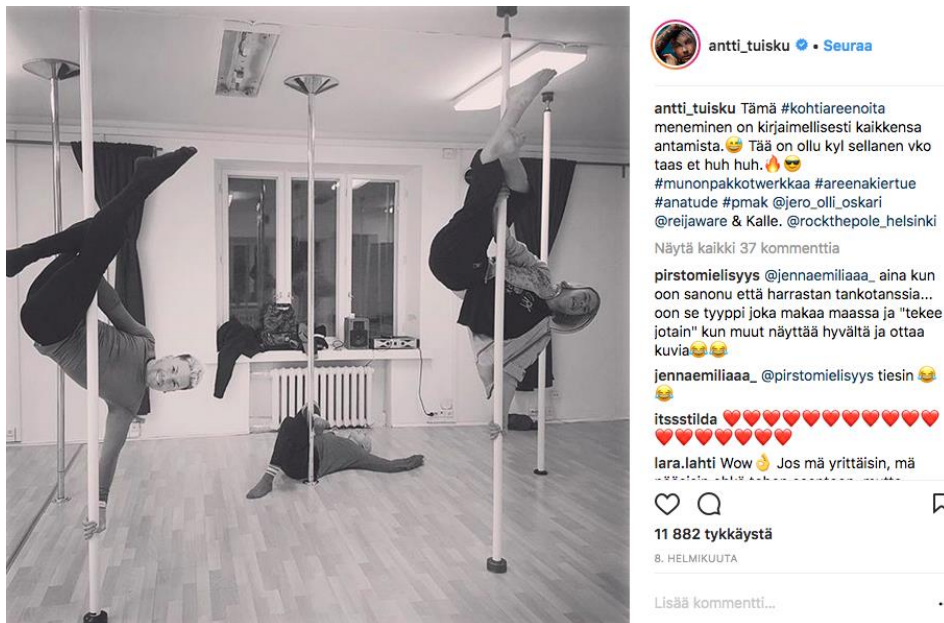 antti_tuisku • Seuraa
antti_tuisku Tämä #kohtiareenoita
meneminen on kirjaimellisesti kaikkensa
antamista.😅 Tää on ollu kyl sellanen vko
taas et huh huh.🔥😎
#munonpakkotwerkkaa #areenakiertue
#anatude #pmak @jero_olli_oskari
@reijaware & Kalle. @rockthepole_helsinki
Näytä kaikki 37 kommenttia
pirstomielisyys @jennaemiliaaa_ aina kun
oon sanonu että harrastan tankotanssia...
oon se tyyppi joka makaa maassa ja "tekee
jotain" kun muut näyttää hyvältä ja ottaa
kuvia😂😂
jennaemiliaaa_ @pirstomielisyys tiesin 😂
😂
itssstilda ❤️❤️❤️❤️❤️❤️❤️❤️❤️❤️❤️
❤️❤️❤️❤️❤️❤️❤️
lara.lahti Wow👌 Jos mä yrittäisin, mä
11 882 tykkäystä
8. HELMIKUUTA
Lisää kommentti...